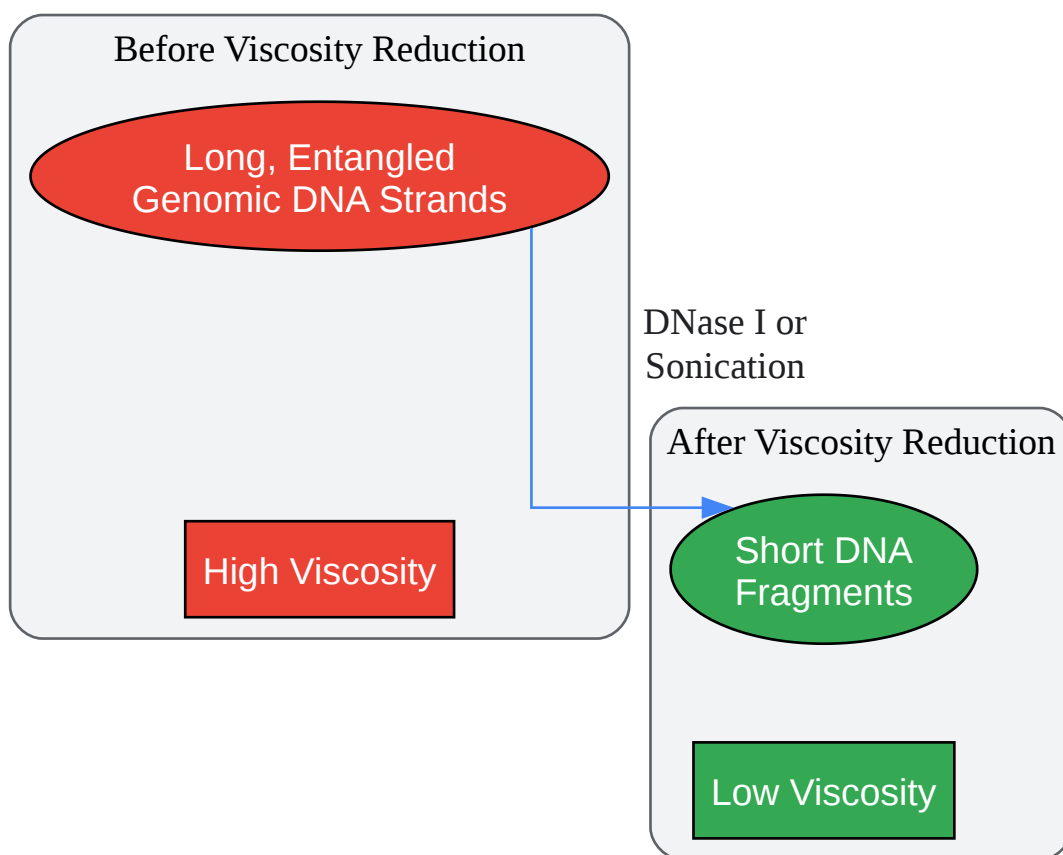 Before Viscosity Reduction
Long, Entangled
Genomic DNA Strands
High Viscosity
DNase I or
Sonication
After Viscosity Reduction
Short DNA
Fragments
Low Viscosity